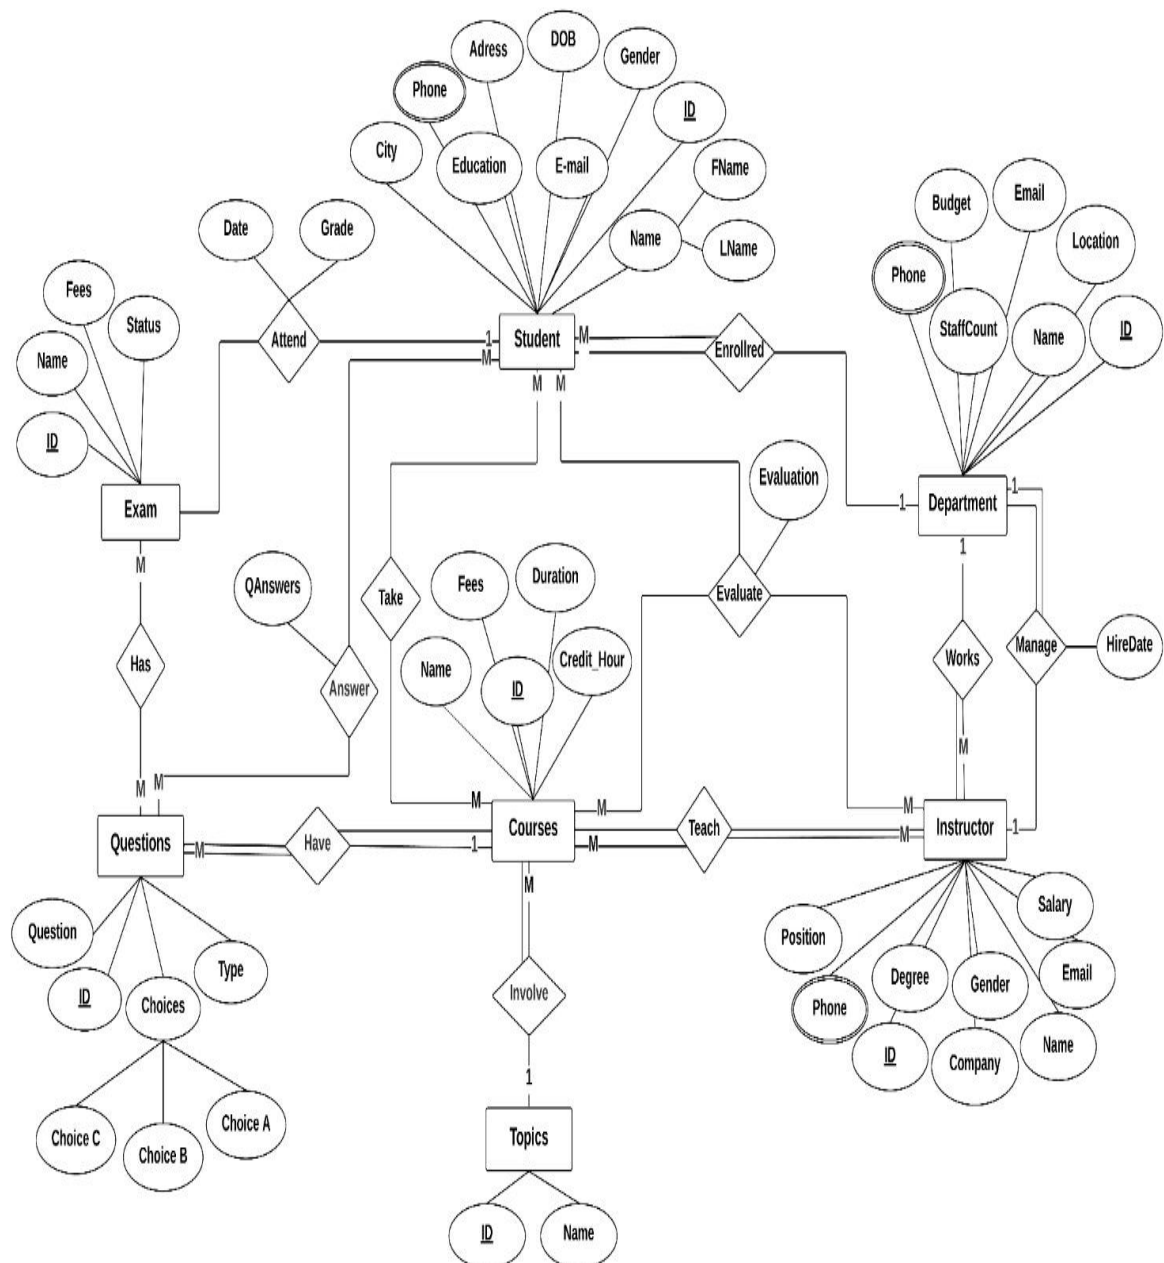 DOB
Adress
Gender
Phone
ID
City
Education
E-mail
FName
Name
LName
Date
Grade
Budget
Email
Location
Phone
StaffCount
Name
ID
Fees
Status
Name
ID
Attend
1
M
Student
M
Enollred
M
M
Exam
Evaluation
1
Department
1
M
1
QAnswers
Take
Fees
Duration
Evaluate
Has
Answer
Name
ID
Credit_Hour
Works
Manage
HireDate
M
M
M
M
M
M
Questions
M
Have
1
Courses
M
Teach
M
Instructor
1
M
Question
ID
Choices
Type
Involve
Position
Phone
Degree
ID
Gender
Company
Salary
Email
Name
Choice C
Choice B
Choice A
1
Topics
ID
Name